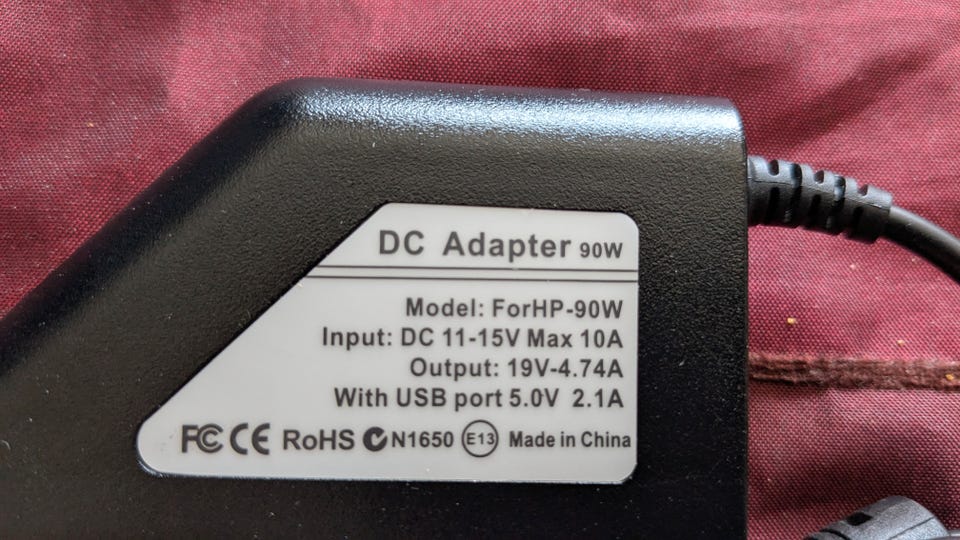 DC Adapter 90W
Model: ForHP-90W
Input: DC 11-15V Max 10A
Output: 19V-4.74A
With USB port 5.0V 2.1A
FC CE RoHS N1650 E13 Made in China